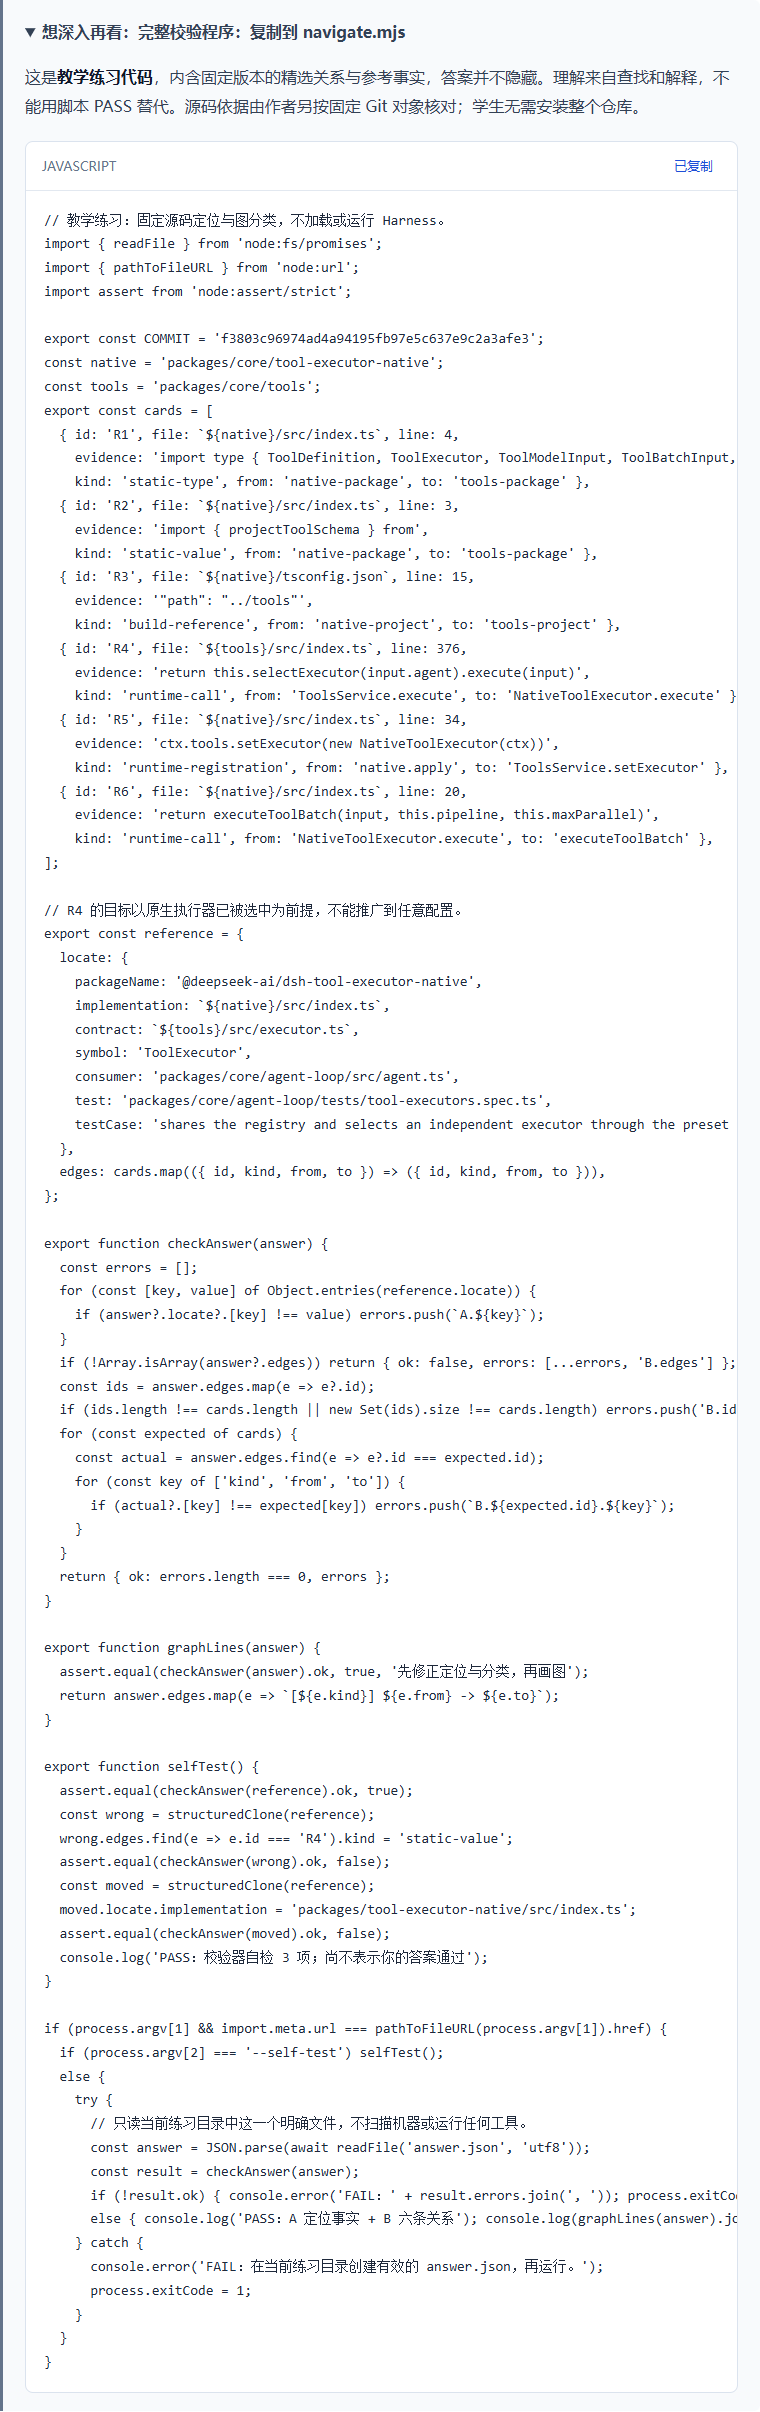 ▼ 想深入再看：完整校验程序：复制到 navigate.mjs
这是教学练习代码，内含固定版本的精选关系与参考事实，答案并不隐藏。理解来自查找和解释，不
能用脚本 PASS 替代。源码依据由作者另按固定 Git 对象核对；学生无需安装整个仓库。
JAVASCRIPT
已复制
// 教学练习：固定源码定位与图分类，不加载或运行 Harness。
import { readFile } from 'node:fs/promises';
import { pathToFileURL } from 'node:url';
import assert from 'node:assert/strict';

export const COMMIT = 'f3803c96974ad4a94195fb97e5c637e9c2a3afe3';
const native = 'packages/core/tool-executor-native';
const tools = 'packages/core/tools';
export const cards = [
  { id: 'R1', file: `${native}/src/index.ts`, line: 4,
    evidence: 'import type { ToolDefinition, ToolExecutor, ToolModelInput, ToolBatchInput,
    kind: 'static-type', from: 'native-package', to: 'tools-package' },
  { id: 'R2', file: `${native}/src/index.ts`, line: 3,
    evidence: 'import { projectToolSchema } from',
    kind: 'static-value', from: 'native-package', to: 'tools-package' },
  { id: 'R3', file: `${native}/tsconfig.json`, line: 15,
    evidence: '"path": "../tools"',
    kind: 'build-reference', from: 'native-project', to: 'tools-project' },
  { id: 'R4', file: `${tools}/src/index.ts`, line: 376,
    evidence: 'return this.selectExecutor(input.agent).execute(input)',
    kind: 'runtime-call', from: 'ToolsService.execute', to: 'NativeToolExecutor.execute' }
  { id: 'R5', file: `${native}/src/index.ts`, line: 34,
    evidence: 'ctx.tools.setExecutor(new NativeToolExecutor(ctx))',
    kind: 'runtime-registration', from: 'native.apply', to: 'ToolsService.setExecutor' },
  { id: 'R6', file: `${native}/src/index.ts`, line: 20,
    evidence: 'return executeToolBatch(input, this.pipeline, this.maxParallel)',
    kind: 'runtime-call', from: 'NativeToolExecutor.execute', to: 'executeToolBatch' },
];

// R4 的目标以原生执行器已被选中为前提，不能推广到任意配置。
export const reference = {
  locate: {
    packageName: '@deepseek-ai/dsh-tool-executor-native',
    implementation: `${native}/src/index.ts`,
    contract: `${tools}/src/executor.ts`,
    symbol: 'ToolExecutor',
    consumer: 'packages/core/agent-loop/src/agent.ts',
    test: 'packages/core/agent-loop/tests/tool-executors.spec.ts',
    testCase: 'shares the registry and selects an independent executor through the preset
  },
  edges: cards.map(({ id, kind, from, to }) => ({ id, kind, from, to })),
};

export function checkAnswer(answer) {
  const errors = [];
  for (const [key, value] of Object.entries(reference.locate)) {
    if (answer?.locate?.[key] !== value) errors.push(`A.${key}`);
  }
  if (!Array.isArray(answer?.edges)) return { ok: false, errors: [...errors, 'B.edges'] };
  const ids = answer.edges.map(e => e?.id);
  if (ids.length !== cards.length || new Set(ids).size !== cards.length) errors.push('B.id
  for (const expected of cards) {
    const actual = answer.edges.find(e => e?.id === expected.id);
    for (const key of ['kind', 'from', 'to']) {
      if (actual?.[key] !== expected[key]) errors.push(`B.${expected.id}.${key}`);
    }
  }
  return { ok: errors.length === 0, errors };
}

export function graphLines(answer) {
  assert.equal(checkAnswer(answer).ok, true, '先修正定位与分类，再画图');
  return answer.edges.map(e => `[${e.kind}] ${e.from} -> ${e.to}`);
}

export function selfTest() {
  assert.equal(checkAnswer(reference).ok, true);
  const wrong = structuredClone(reference);
  wrong.edges.find(e => e.id === 'R4').kind = 'static-value';
  assert.equal(checkAnswer(wrong).ok, false);
  const moved = structuredClone(reference);
  moved.locate.implementation = 'packages/tool-executor-native/src/index.ts';
  assert.equal(checkAnswer(moved).ok, false);
  console.log('PASS：校验器自检 3 项；尚不表示你的答案通过');
}

if (process.argv[1] && import.meta.url === pathToFileURL(process.argv[1]).href) {
  if (process.argv[2] === '--self-test') selfTest();
  else {
    try {
      // 只读当前练习目录中这一个明确文件，不扫描机器或运行任何工具。
      const answer = JSON.parse(await readFile('answer.json', 'utf8'));
      const result = checkAnswer(answer);
      if (!result.ok) { console.error('FAIL：' + result.errors.join(', ')); process.exitCo
      else { console.log('PASS：A 定位事实 + B 六条关系'); console.log(graphLines(answer).jo
    } catch {
      console.error('FAIL：在当前练习目录创建有效的 answer.json，再运行。');
      process.exitCode = 1;
    }
  }
}